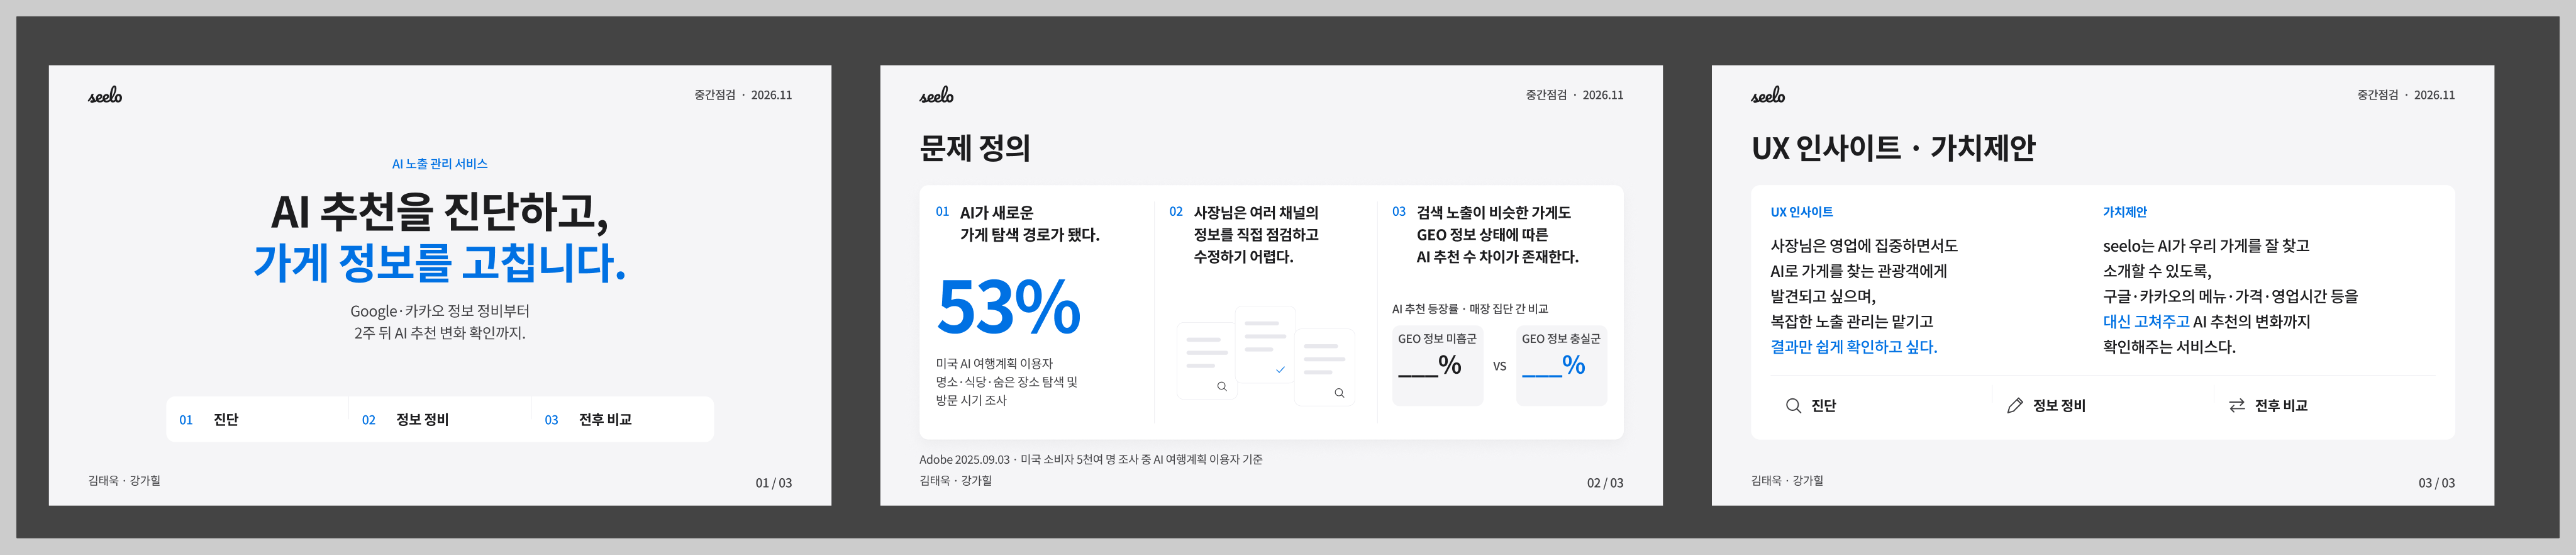 seelo
중간점검 · 2026.11
AI 노출 관리 서비스
AI 추천을 진단하고,
가게 정보를 고칩니다.
Google·카카오 정보 정비부터
2주 뒤 AI 추천 변화 확인까지.
01 진단
02 정보 정비
03 전후 비교
김태욱 · 강가힐
01 / 03
seelo
중간점검 · 2026.11
문제 정의
01 AI가 새로운
가게 탐색 경로가 됐다.
53%
미국 AI 여행계획 이용자
명소·식당·숨은 장소 탐색 및
방문 시기 조사
02 사장님은 여러 채널의
정보를 직접 점검하고
수정하기 어렵다.
03 검색 노출이 비슷한 가게도
GEO 정보 상태에 따른
AI 추천 수 차이가 존재한다.
AI 추천 등장률 · 매장 집단 간 비교
GEO 정보 미흡군
___%
VS
GEO 정보 충실군
___%
Adobe 2025.09.03 · 미국 소비자 5천여 명 조사 중 AI 여행계획 이용자 기준
김태욱 · 강가힐
02 / 03
seelo
중간점검 · 2026.11
UX 인사이트 · 가치제안
UX 인사이트
사장님은 영업에 집중하면서도
AI로 가게를 찾는 관광객에게
발견되고 싶으며,
복잡한 노출 관리는 맡기고
결과만 쉽게 확인하고 싶다.
가치제안
seelo는 AI가 우리 가게를 잘 찾고
소개할 수 있도록,
구글·카카오의 메뉴·가격·영업시간 등을
대신 고쳐주고 AI 추천의 변화까지
확인해주는 서비스다.
진단
정보 정비
전후 비교
김태욱 · 강가힐
03 / 03